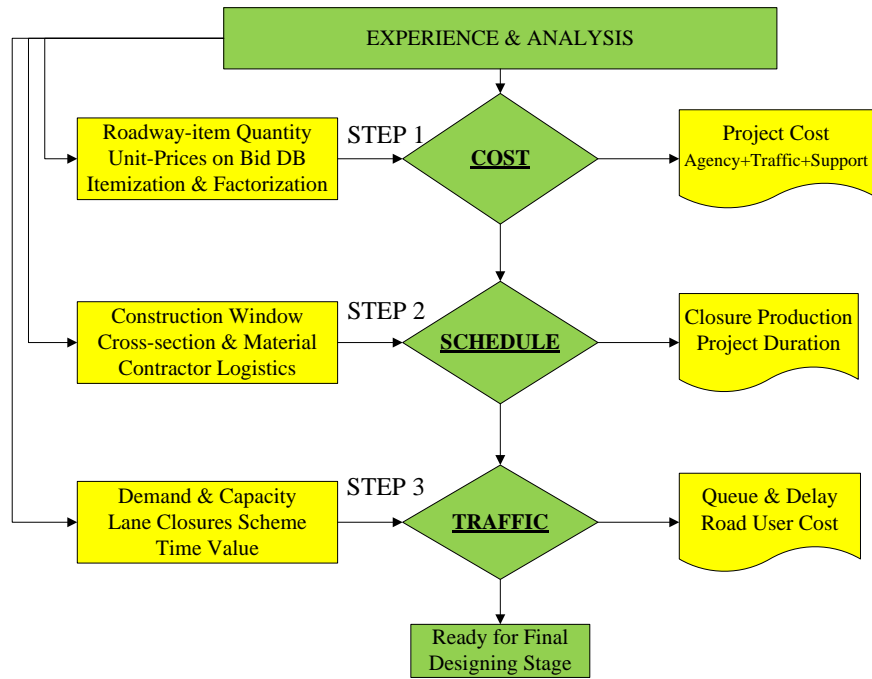 EXPERIENCE & ANALYSIS
Roadway-item Quantity
Unit-Prices on Bid DB
Itemization & Factorization
STEP 1
COST
Project Cost
Agency+Traffic+Support
Construction Window
Cross-section & Material
Contractor Logistics
STEP 2
SCHEDULE
Closure Production
Project Duration
Demand & Capacity
Lane Closures Scheme
Time Value
STEP 3
TRAFFIC
Queue & Delay
Road User Cost
Ready for Final
Designing Stage